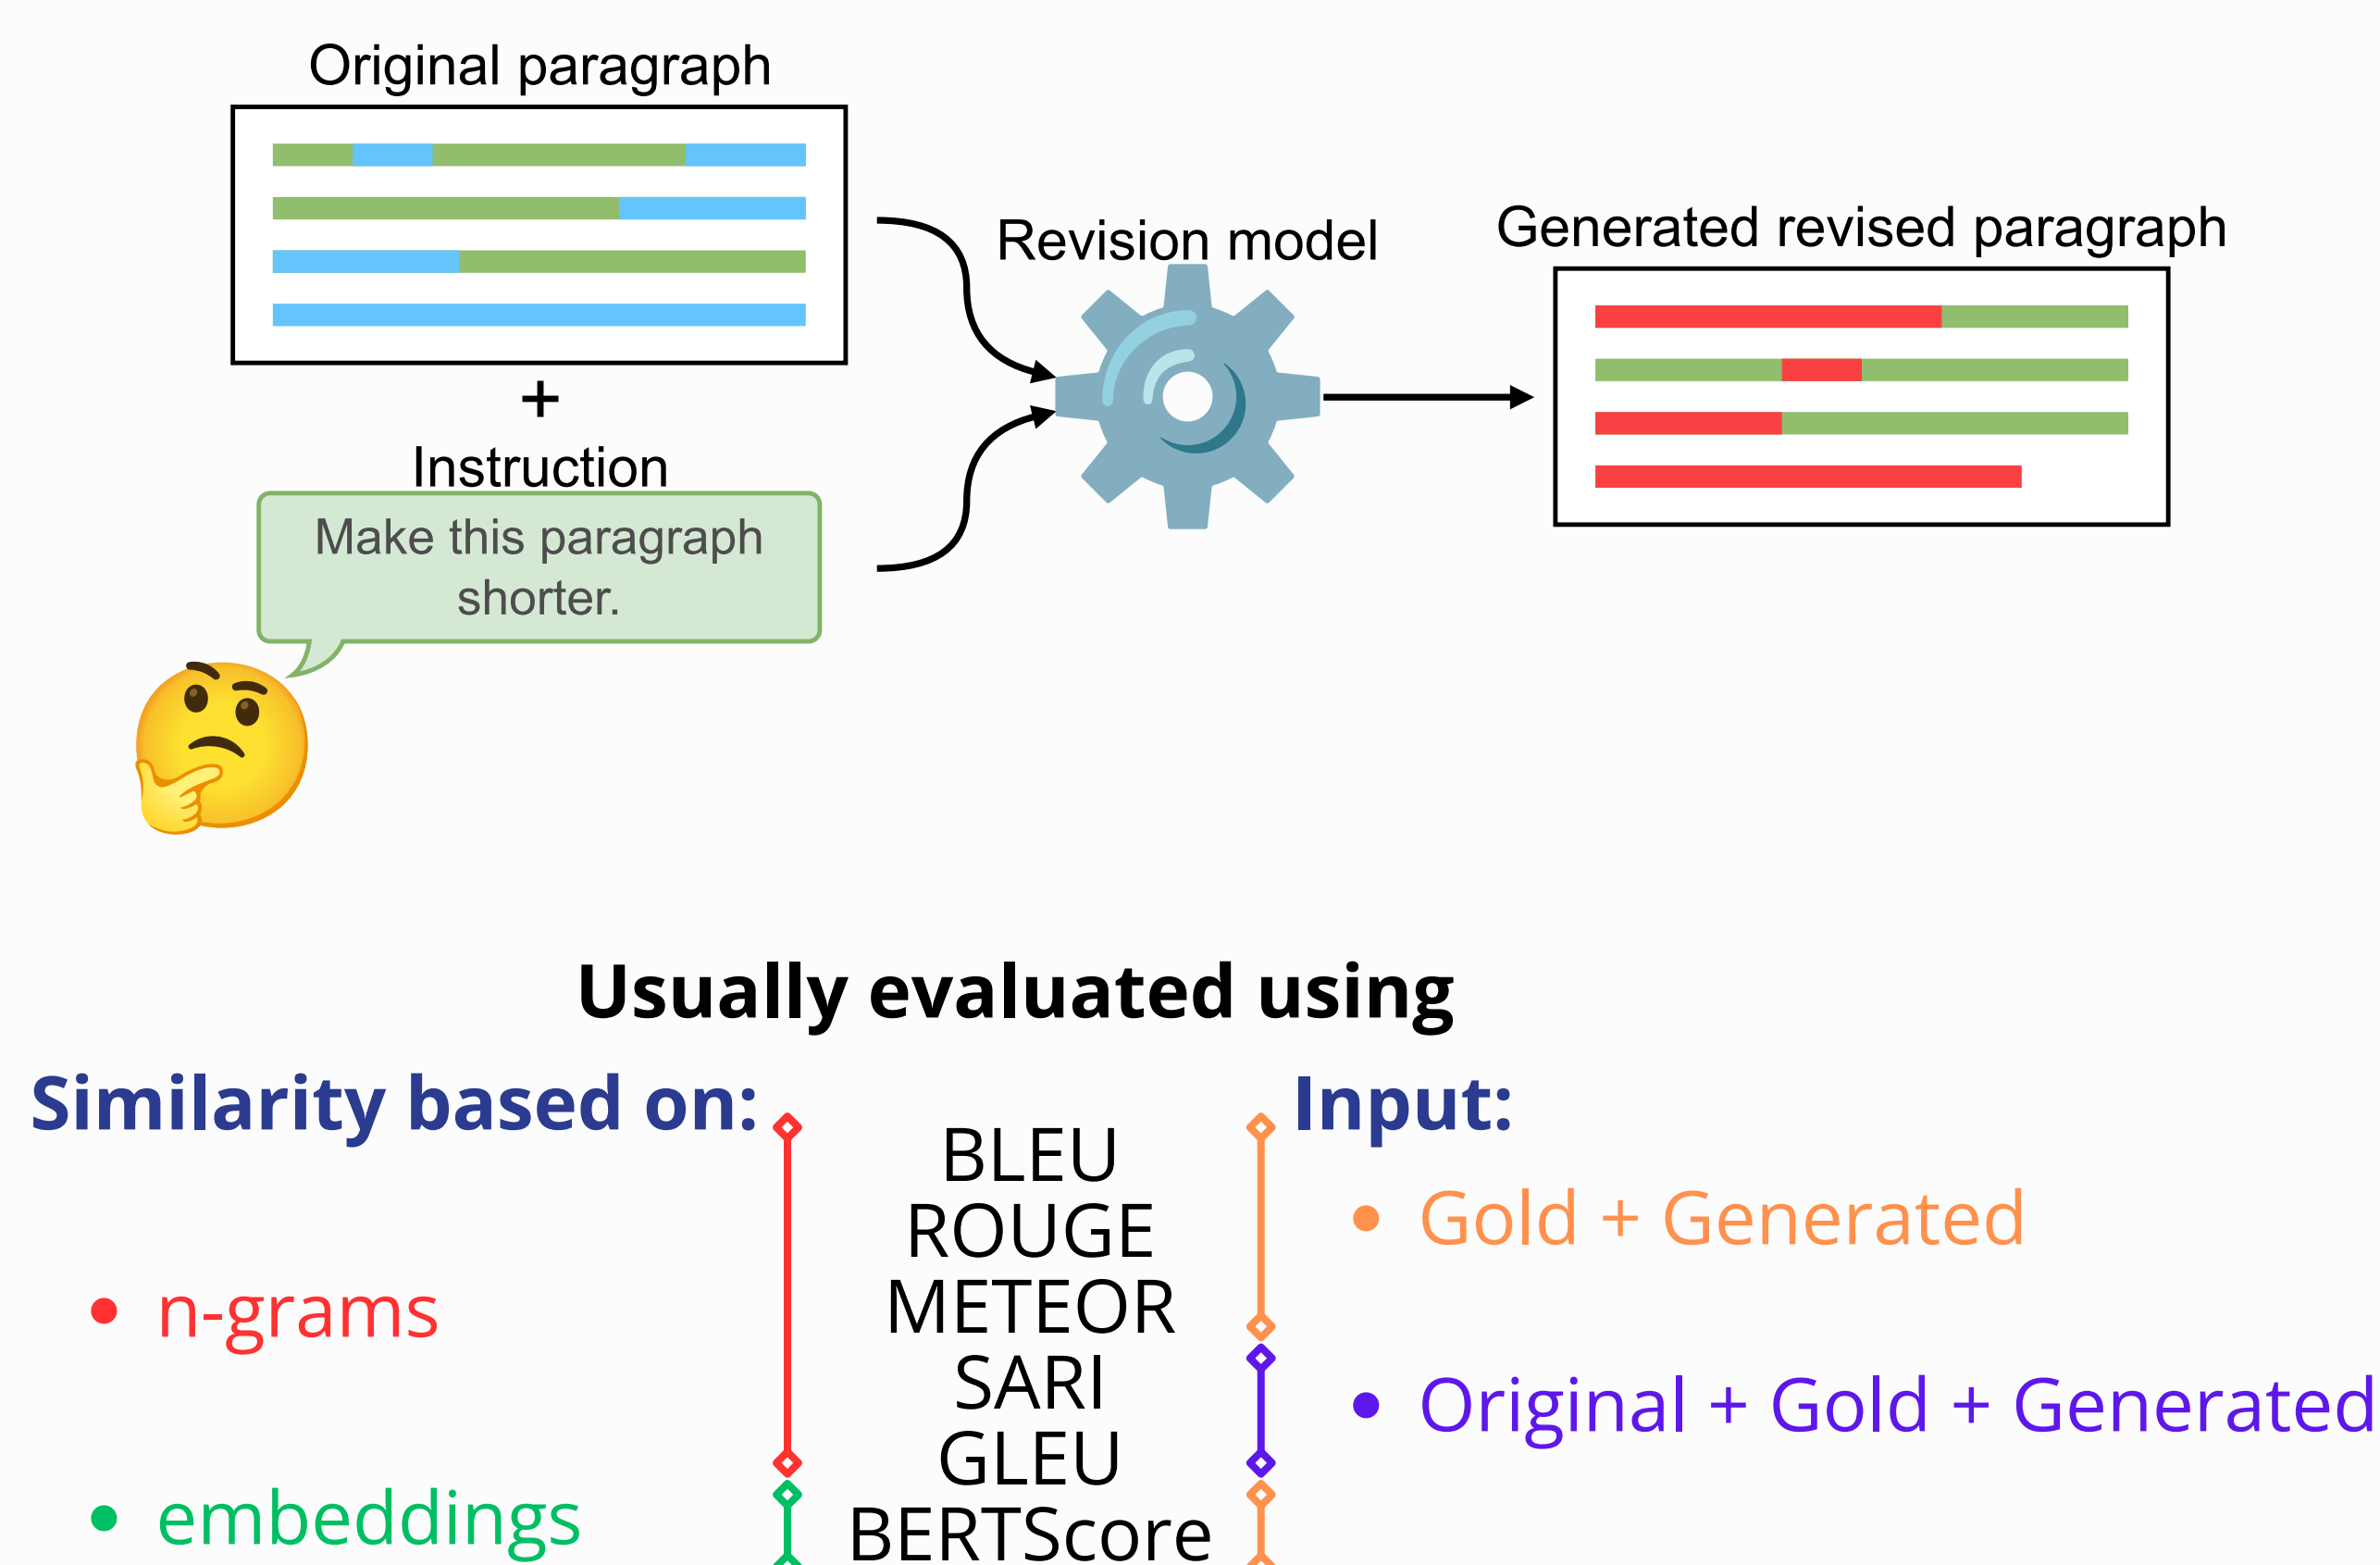 Original paragraph
+
Instruction
Make this paragraph
shorter.
Revision model
Generated revised paragraph
Usually evaluated using
Similarity based on:
• n-grams
• embeddings
BLEU
ROUGE
METEOR
SARI
GLEU
BERTScore
Input:
• Gold + Generated
• Original + Gold + Generated